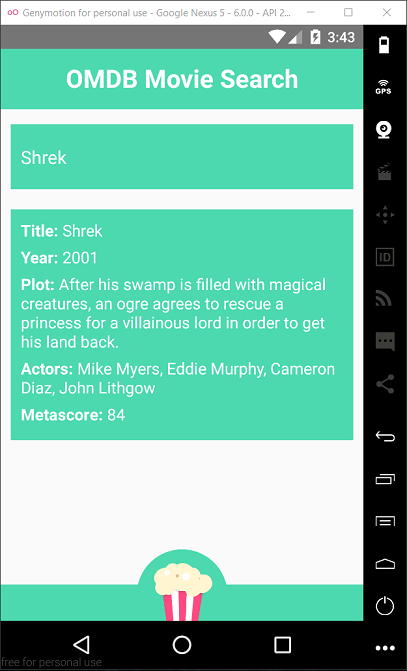 Genymotion for personal use - Google Nexus 5 - 6.0.0 - API 2...
3:43
OMDB Movie Search
GPS
Shrek
ID
Title: Shrek
Year: 2001
Plot: After his swamp is filled with magical
creatures, an ogre agrees to rescue a
princess for a villainous lord in order to get
his land back.
Actors: Mike Myers, Eddie Murphy, Cameron
Diaz, John Lithgow
Metascore: 84
free for personal use